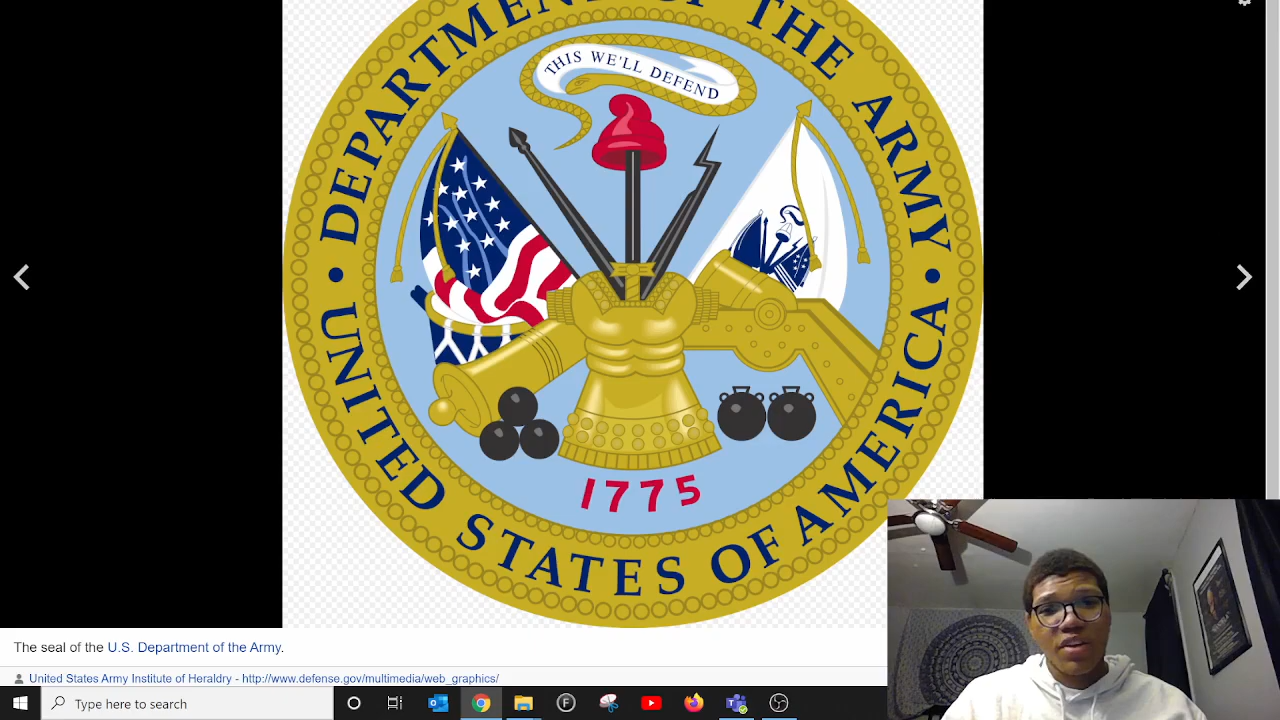 DEPARTMENT OF THE ARMY
THIS WE'LL DEFEND
1775
UNITED STATES OF AMERICA
The seal of the U.S. Department of the Army.
United States Army Institute of Heraldry - http://www.defense.gov/multimedia/web_graphics/
Type here to search